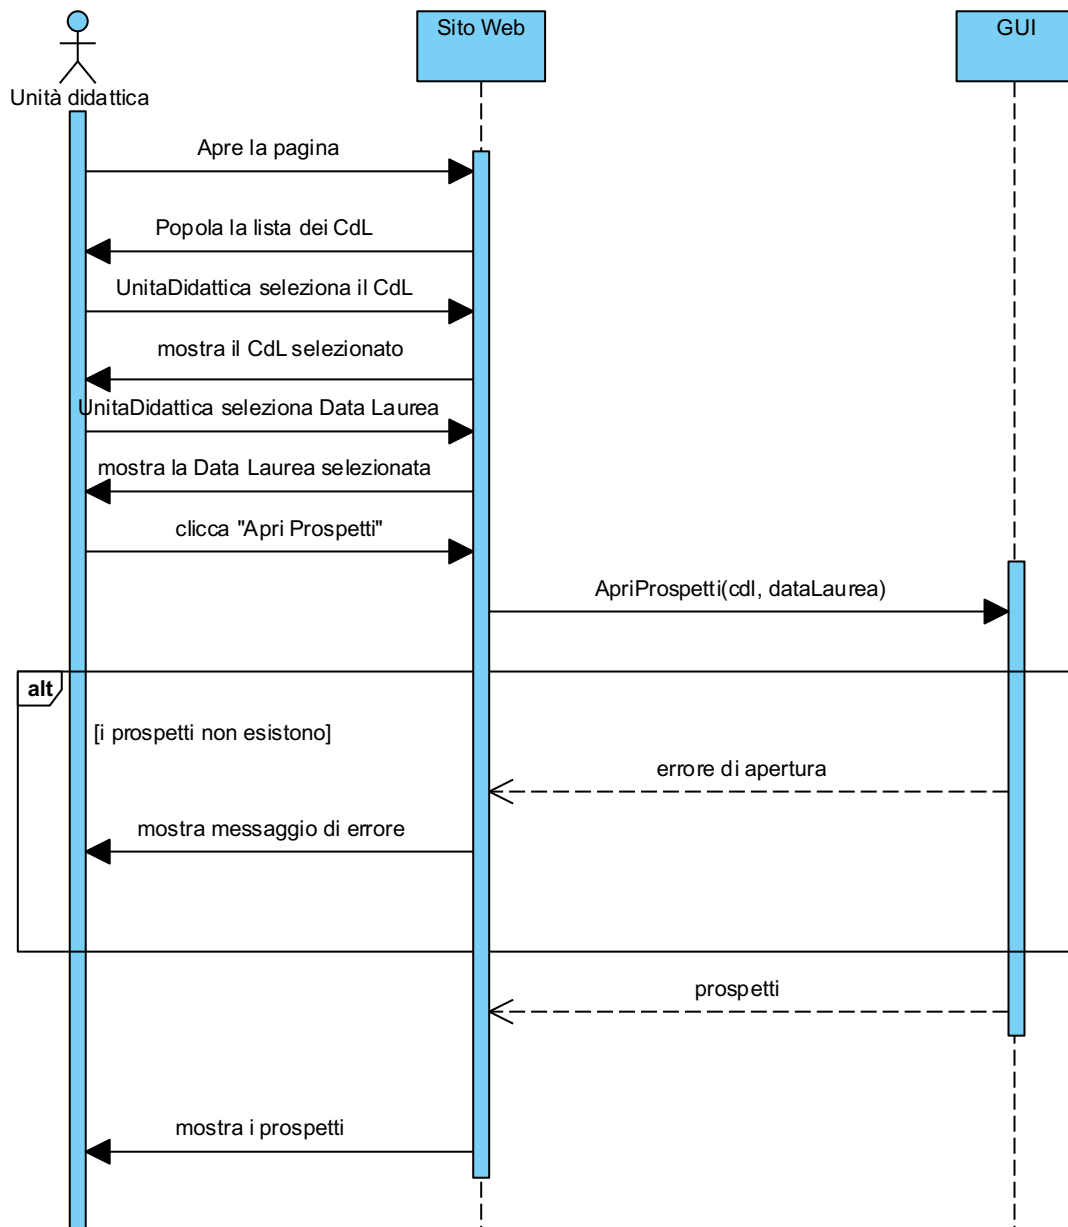 Sito Web
GUI
Unità didattica
Apre la pagina
Popola la lista dei CdL
UnitaDidattica seleziona il CdL
mostra il CdL selezionato
UnitaDidattica seleziona Data Laurea
mostra la Data Laurea selezionata
clicca "Apri Prospetti"
ApriProspetti(cdl, dataLaurea)
alt
[i prospetti non esistono]
errore di apertura
mostra messaggio di errore
prospetti
mostra i prospetti